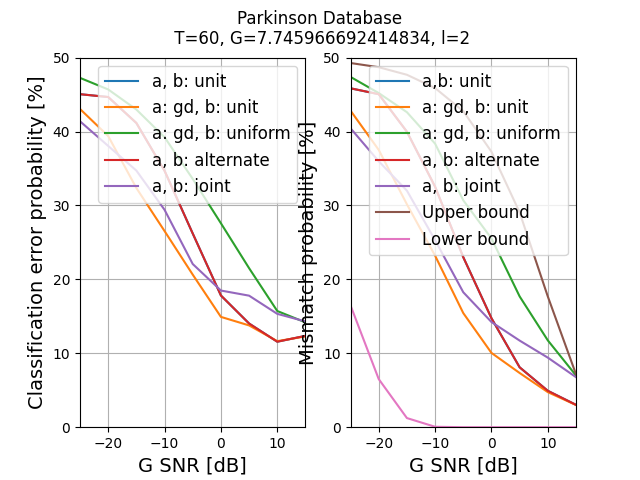 Parkinson Database
T=60, G=7.745966692414834, l=2
Classification error probability [%]
50
40
30
20
10
0
a, b: unit
a: gd, b: unit
a: gd, b: uniform
a, b: alternate
a, b: joint
−20
−10
0
10
G SNR [dB]
Mismatch probability [%]
50
40
30
20
10
0
a,b: unit
a: gd, b: unit
a: gd, b: uniform
a, b: alternate
a, b: joint
Upper bound
Lower bound
−20
−10
0
10
G SNR [dB]